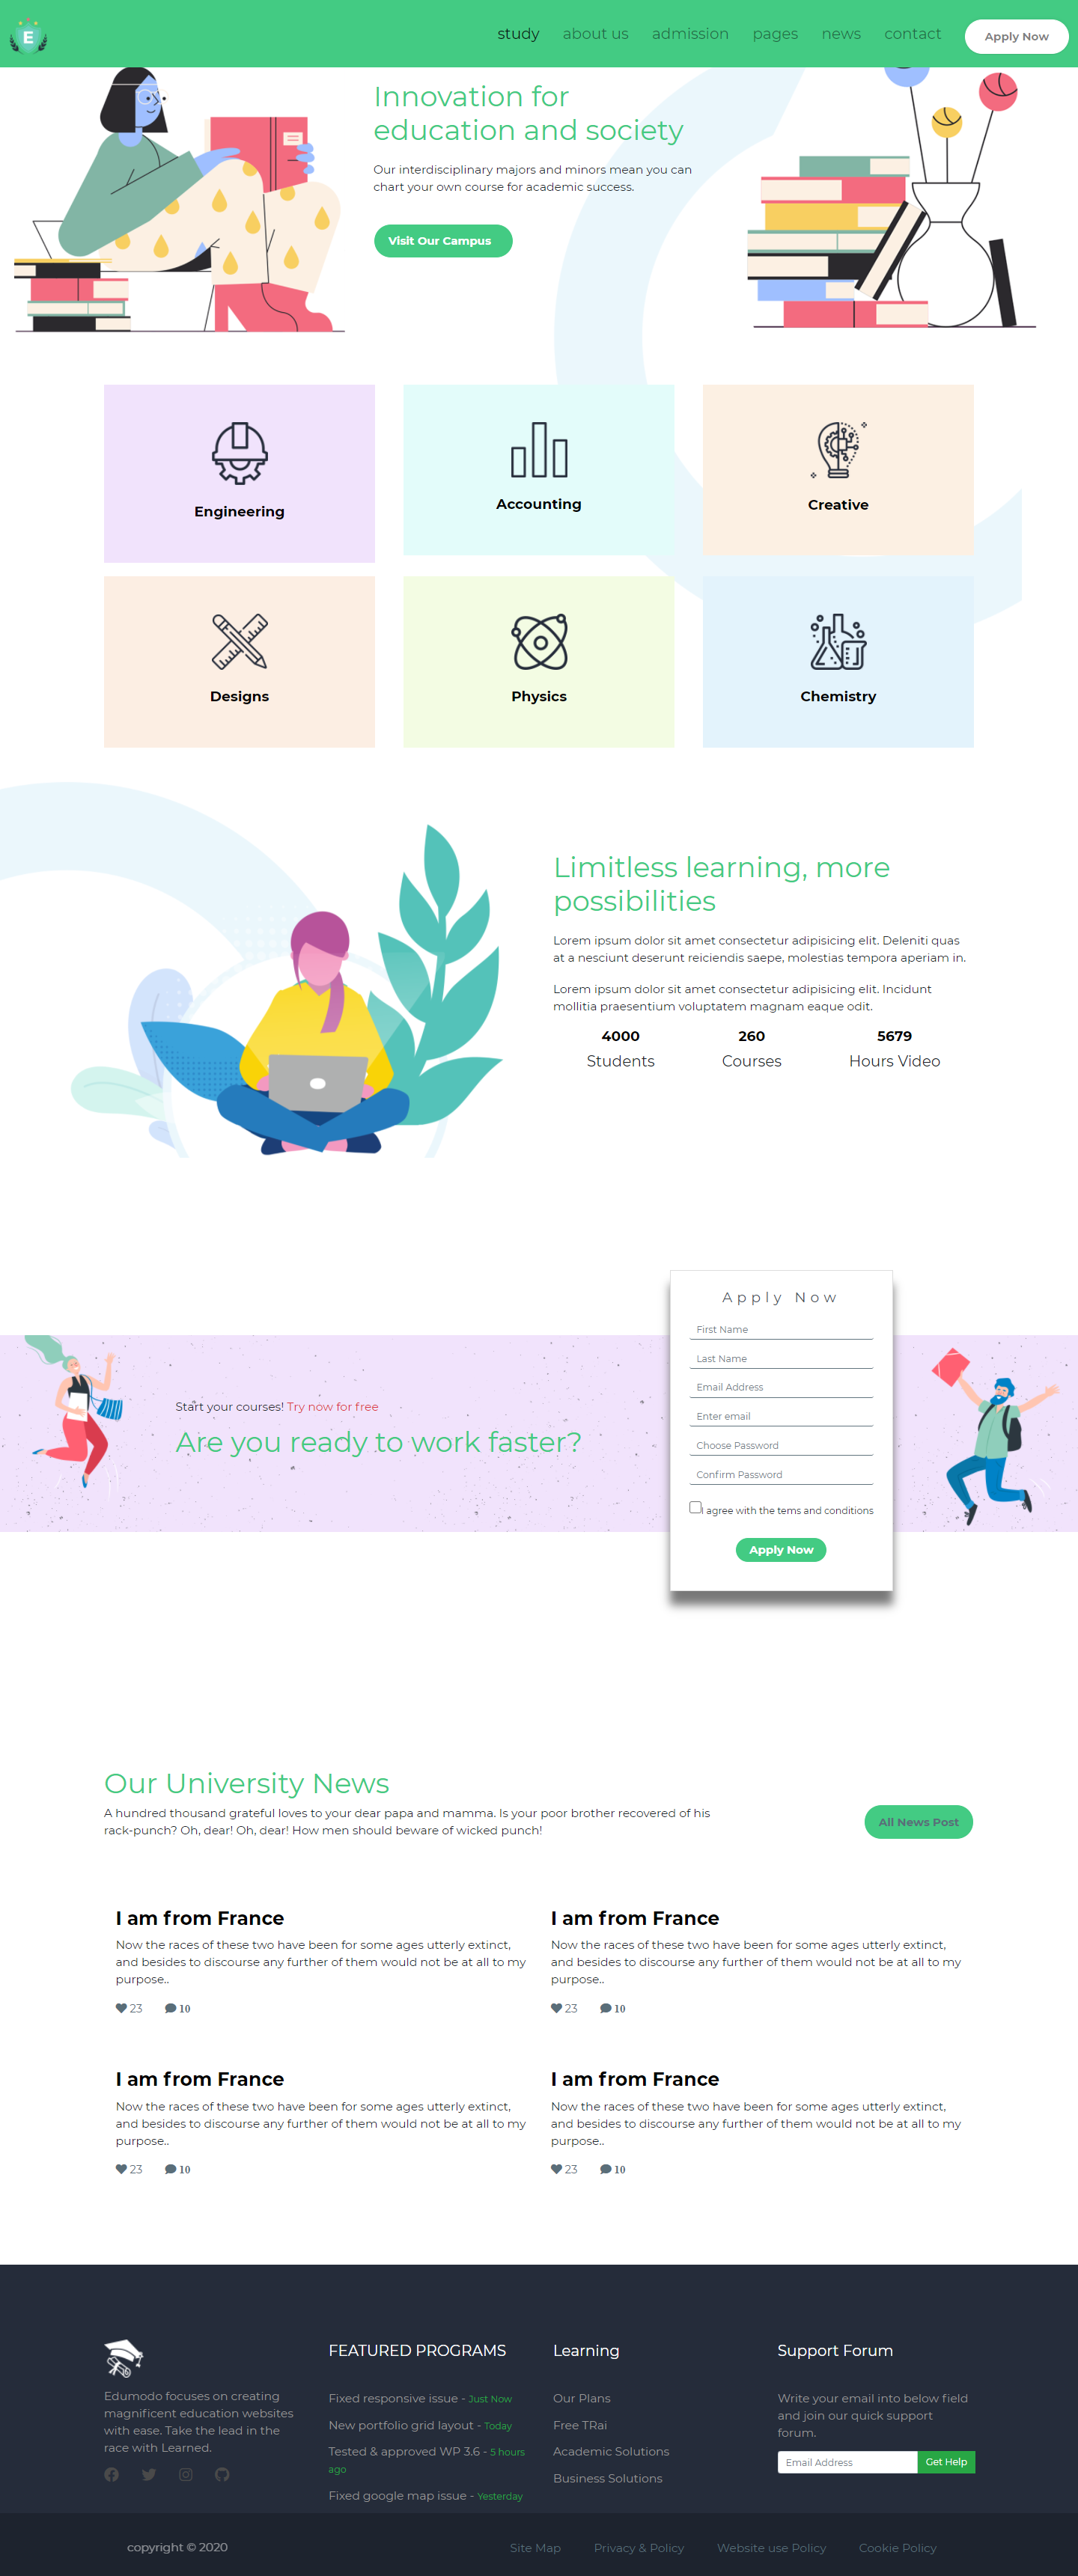 E
study about us admission pages news contact Apply Now
Innovation for
education and society
Our interdisciplinary majors and minors mean you can
chart your own course for academic success.
Visit Our Campus
Engineering
Accounting
Creative
Designs
Physics
Chemistry
Limitless learning, more
possibilities
Lorem ipsum dolor sit amet consectetur adipisicing elit. Deleniti quas
at a nesciunt deserunt reiciendis saepe, molestias tempora aperiam in.
Lorem ipsum dolor sit amet consectetur adipisicing elit. Incidunt
mollitia praesentium voluptatem magnam eaque odit.
4000 260 5679
Students Courses Hours Video
Start your courses! Try now for free
Are you ready to work faster?
Apply Now
First Name
Last Name
Email Address
Enter email
Choose Password
Confirm Password
I agree with the tems and conditions
Apply Now
Our University News
A hundred thousand grateful loves to your dear papa and mamma. Is your poor brother recovered of his
rack-punch? Oh, dear! Oh, dear! How men should beware of wicked punch!
All News Post
I am from France
Now the races of these two have been for some ages utterly extinct,
and besides to discourse any further of them would not be at all to my
purpose..
23 10
I am from France
Now the races of these two have been for some ages utterly extinct,
and besides to discourse any further of them would not be at all to my
purpose..
23 10
I am from France
Now the races of these two have been for some ages utterly extinct,
and besides to discourse any further of them would not be at all to my
purpose..
23 10
I am from France
Now the races of these two have been for some ages utterly extinct,
and besides to discourse any further of them would not be at all to my
purpose..
23 10
Edumodo focuses on creating
magnificent education websites
with ease. Take the lead in the
race with Learned.
FEATURED PROGRAMS
Fixed responsive issue - Just Now
New portfolio grid layout - Today
Tested & approved WP 3.6 - 5 hours
ago
Fixed google map issue - Yesterday
Learning
Our Plans
Free TRai
Academic Solutions
Business Solutions
Support Forum
Write your email into below field
and join our quick support
forum.
Email Address Get Help
copyright © 2020
Site Map Privacy & Policy Website use Policy Cookie Policy